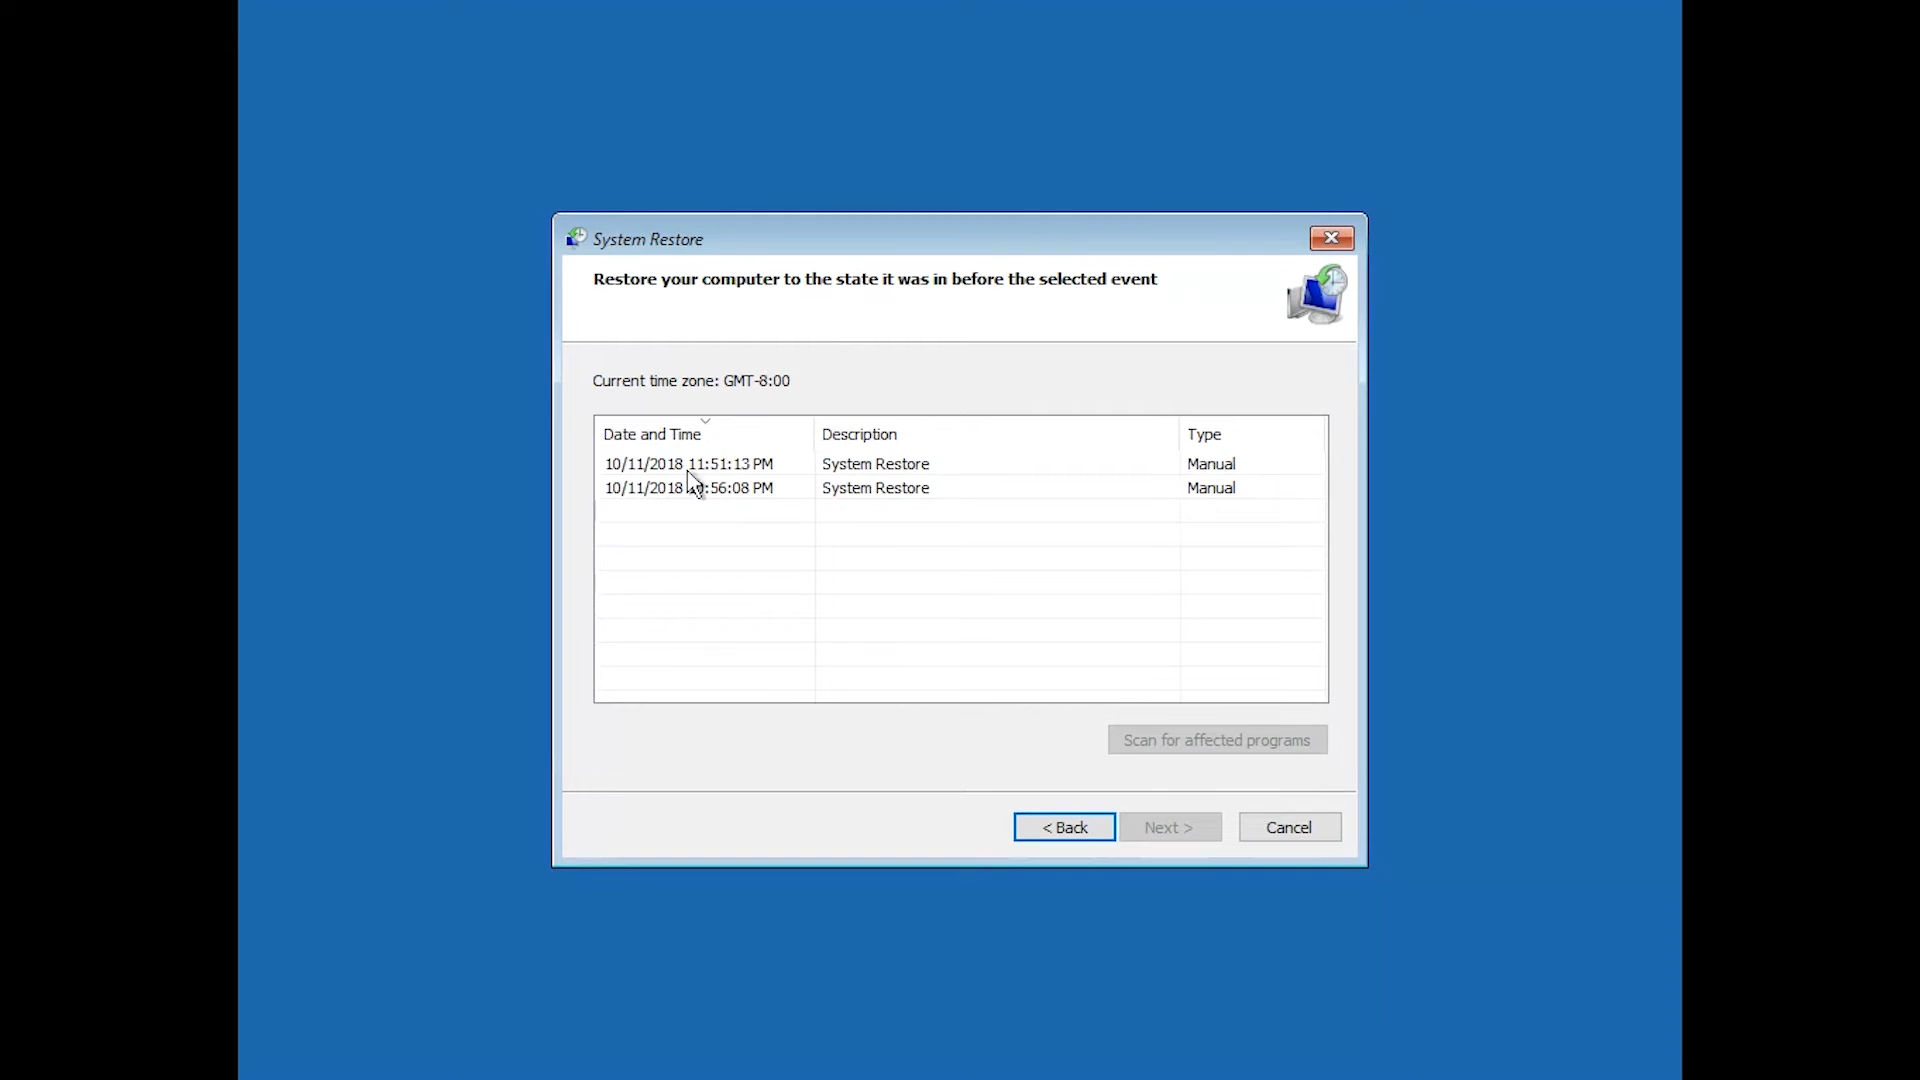 System Restore
Restore your computer to the state it was in before the selected event
Current time zone: GMT-8:00
Date and Time Description Type
10/11/2018 11:51:13 PM System Restore Manual
10/11/2018 :56:08 PM System Restore Manual
Scan for affected programs
< Back Next > Cancel